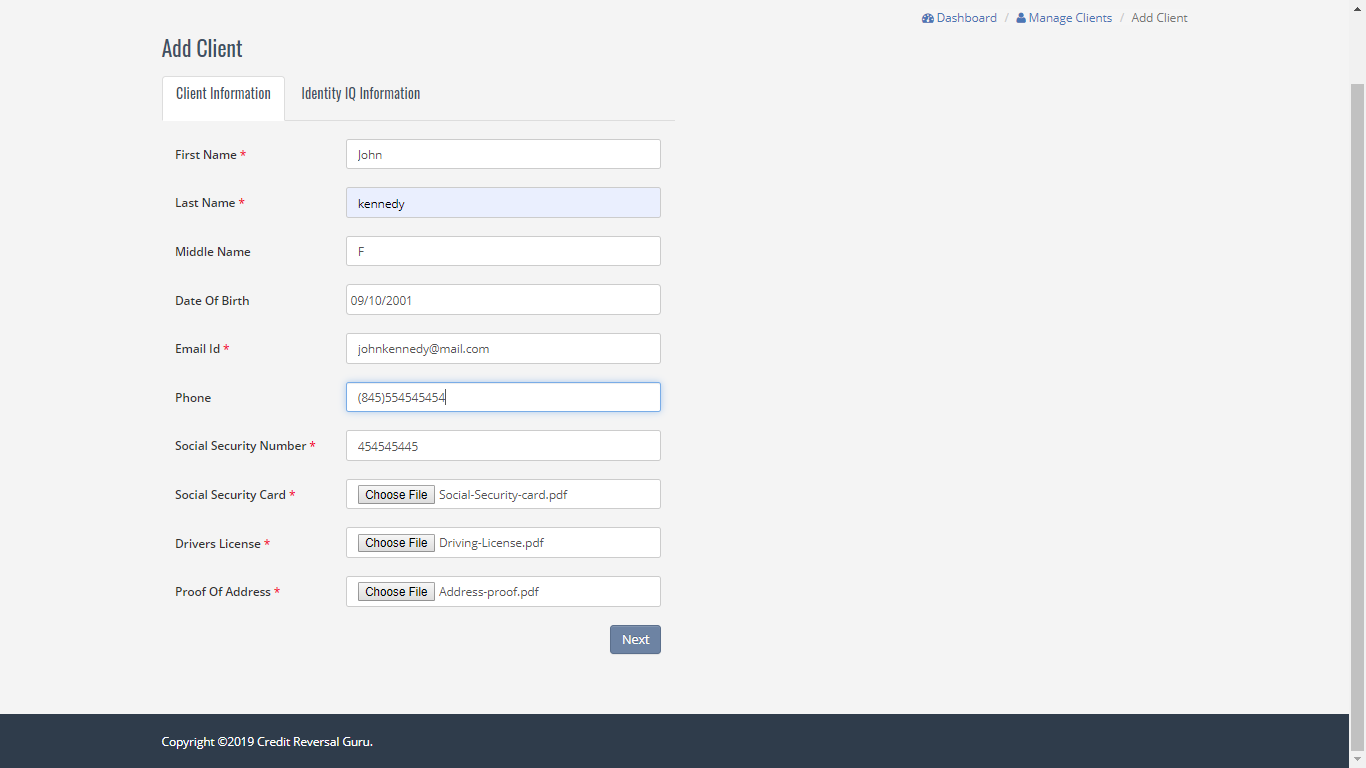 Dashboard / Manage Clients / Add Client
Add Client
Client Information Identity IQ Information
First Name * John
Last Name * kennedy
Middle Name F
Date Of Birth 09/10/2001
Email Id * johnkennedy@mail.com
Phone (845)554545454
Social Security Number * 454545445
Social Security Card * Choose File Social-Security-card.pdf
Drivers License * Choose File Driving-License.pdf
Proof Of Address * Choose File Address-proof.pdf
Next
Copyright ©2019 Credit Reversal Guru.